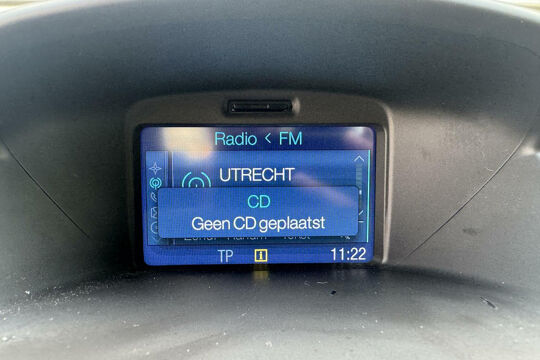 Radio < FM
UTRECHT
CD
Geen CD geplaatst
TP i 11:22